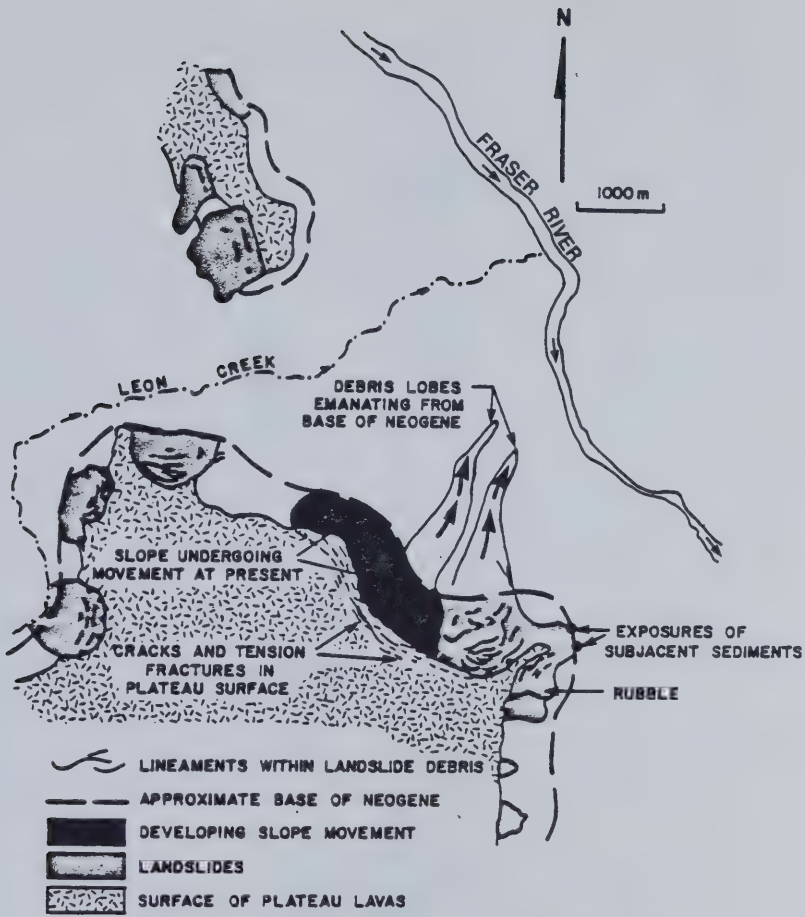 N
FRASER RIVER
1000 m
LEON CREEK
DEBRIS LOBES
EMANATING FROM
BASE OF NEOGENE
SLOPE UNDERGOING
MOVEMENT AT PRESENT
CRACKS AND TENSION
FRACTURES IN
PLATEAU SURFACE
EXPOSURES OF
SUBJACENT SEDIMENTS
RUBBLE
LINEAMENTS WITHIN LANDSLIDE DEBRIS
APPROXIMATE BASE OF NEOGENE
DEVELOPING SLOPE MOVEMENT
LANDSLIDES
SURFACE OF PLATEAU LAVAS